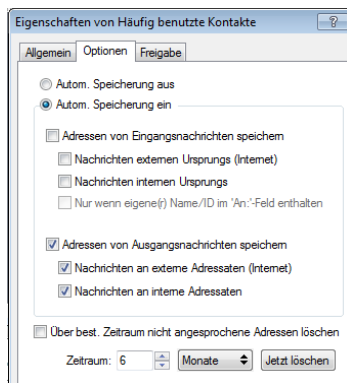 Eigenschaften von Häufig benutzte Kontakte ?
Allgemein Optionen Freigabe
Autom. Speicherung aus
Autom. Speicherung ein
Adressen von Eingangsnachrichten speichern
Nachrichten externen Ursprungs (Internet)
Nachrichten internen Ursprungs
Nur wenn eigene(r) Name/ID im 'An:'-Feld enthalten
Adressen von Ausgangsnachrichten speichern
Nachrichten an externe Adressaten (Internet)
Nachrichten an interne Adressaten
Über best. Zeitraum nicht angesprochene Adressen löschen
Zeitraum: 6 Monate Jetzt löschen